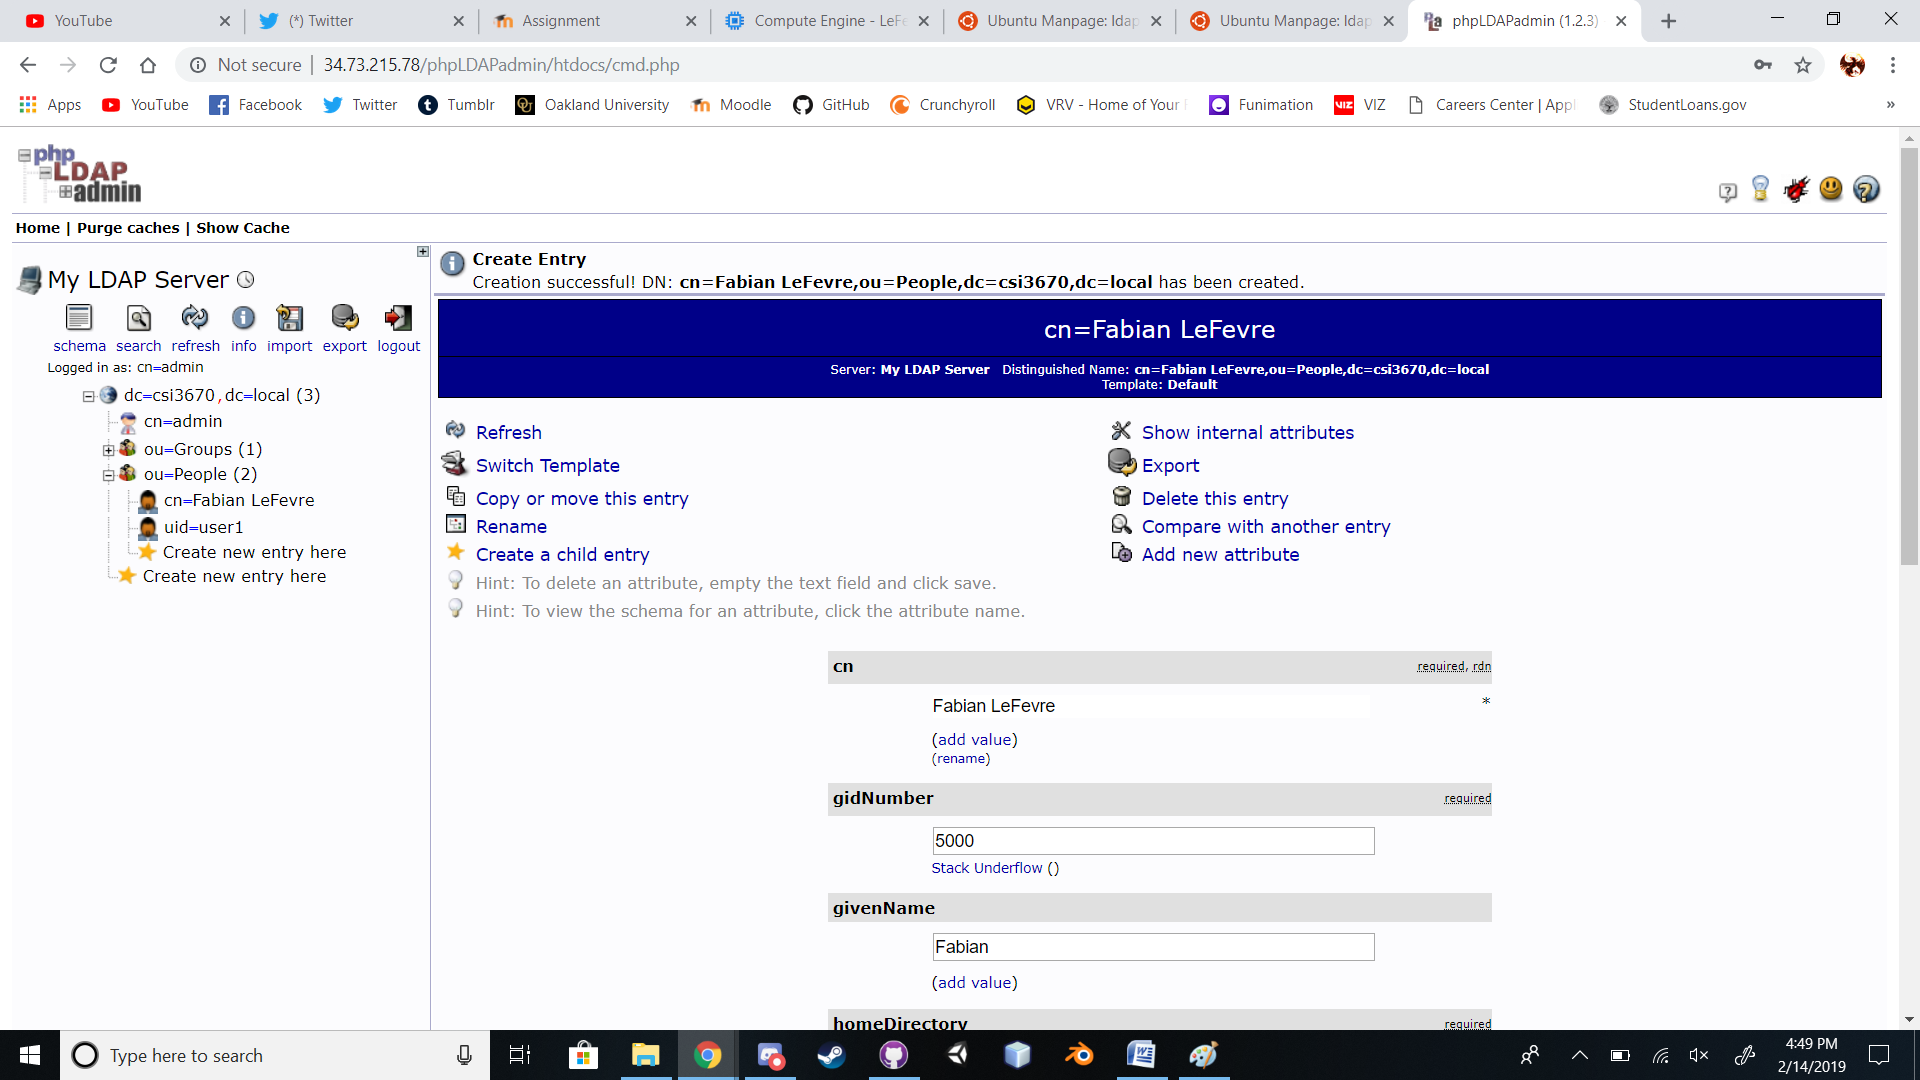 YouTube
(*) Twitter
Assignment
Compute Engine - LeF
Ubuntu Manpage: ldap
Ubuntu Manpage: ldap
phpLDAPadmin (1.2.3)
Not secure | 34.73.215.78/phpLDAPadmin/htdocs/cmd.php
Apps YouTube Facebook Twitter Tumblr Oakland University Moodle GitHub Crunchyroll VRV - Home of Your Funimation VIZ Careers Center | Appl StudentLoans.gov »
php
LDAP
admin
Home | Purge caches | Show Cache
My LDAP Server
schema search refresh info import export logout
Logged in as: cn=admin
dc=csi3670,dc=local (3)
cn=admin
ou=Groups (1)
ou=People (2)
cn=Fabian LeFevre
uid=user1
Create new entry here
Create new entry here
Create Entry
Creation successful! DN: cn=Fabian LeFevre,ou=People,dc=csi3670,dc=local has been created.
cn=Fabian LeFevre
Server: My LDAP Server Distinguished Name: cn=Fabian LeFevre,ou=People,dc=csi3670,dc=local
Template: Default
Refresh
Show internal attributes
Switch Template
Export
Copy or move this entry
Delete this entry
Rename
Compare with another entry
Create a child entry
Add new attribute
Hint: To delete an attribute, empty the text field and click save.
Hint: To view the schema for an attribute, click the attribute name.
cn required, rdn
Fabian LeFevre *
(add value)
(rename)
gidNumber required
5000
Stack Underflow ()
givenName
Fabian
(add value)
homeDirectory required
Type here to search
4:49 PM
2/14/2019